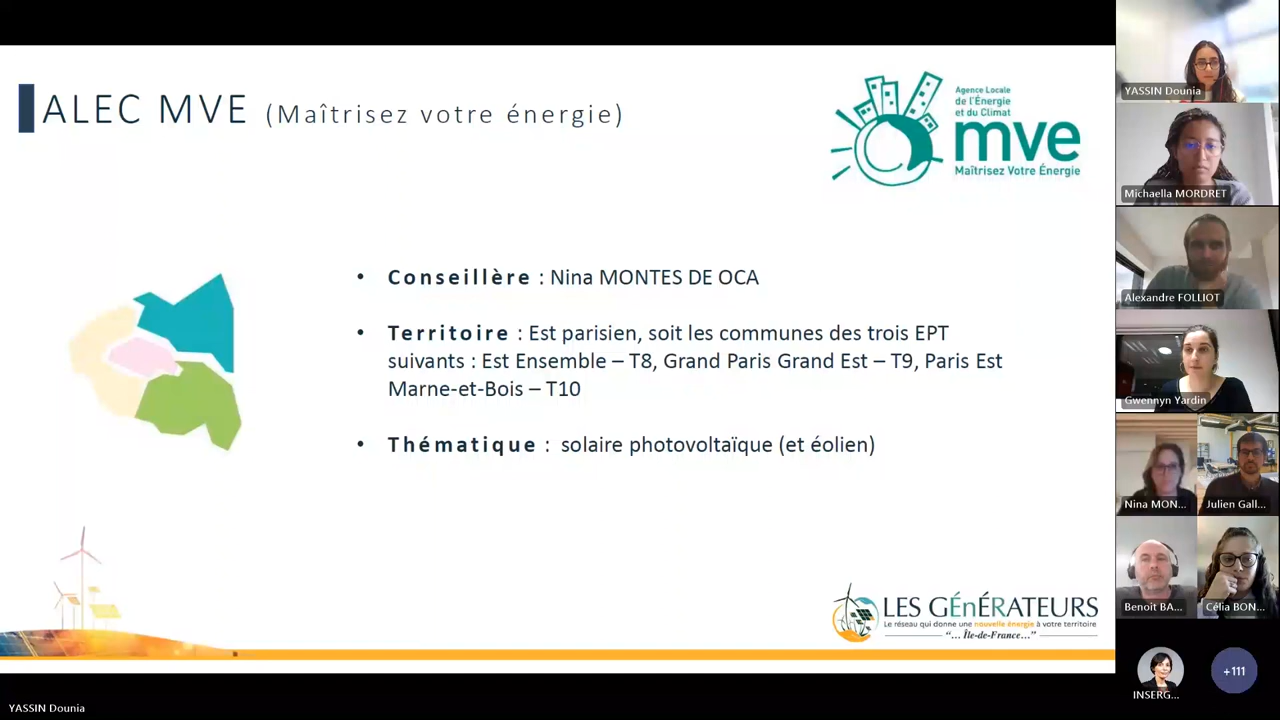 ALEC MVE (Maîtrisez votre énergie)
Agence Locale
de l'Énergie
et du Climat
mve
Maîtrisez Votre Énergie
• Conseillère : Nina MONTES DE OCA
• Territoire : Est parisien, soit les communes des trois EPT
suivants : Est Ensemble – T8, Grand Paris Grand Est – T9, Paris Est
Marne-et-Bois – T10
• Thématique : solaire photovoltaïque (et éolien)
LES GÉnÉRATEURS
Le réseau qui donne une nouvelle énergie à votre territoire
“... Île-de-France...”
YASSIN Dounia
YASSIN Dounia
Michaella MORDRET
Alexandre FOLLIOT
Gwennyn Yardin
Nina MON...
Julien Gall...
Benoit BA...
Célia BON...
INSERG...
+111